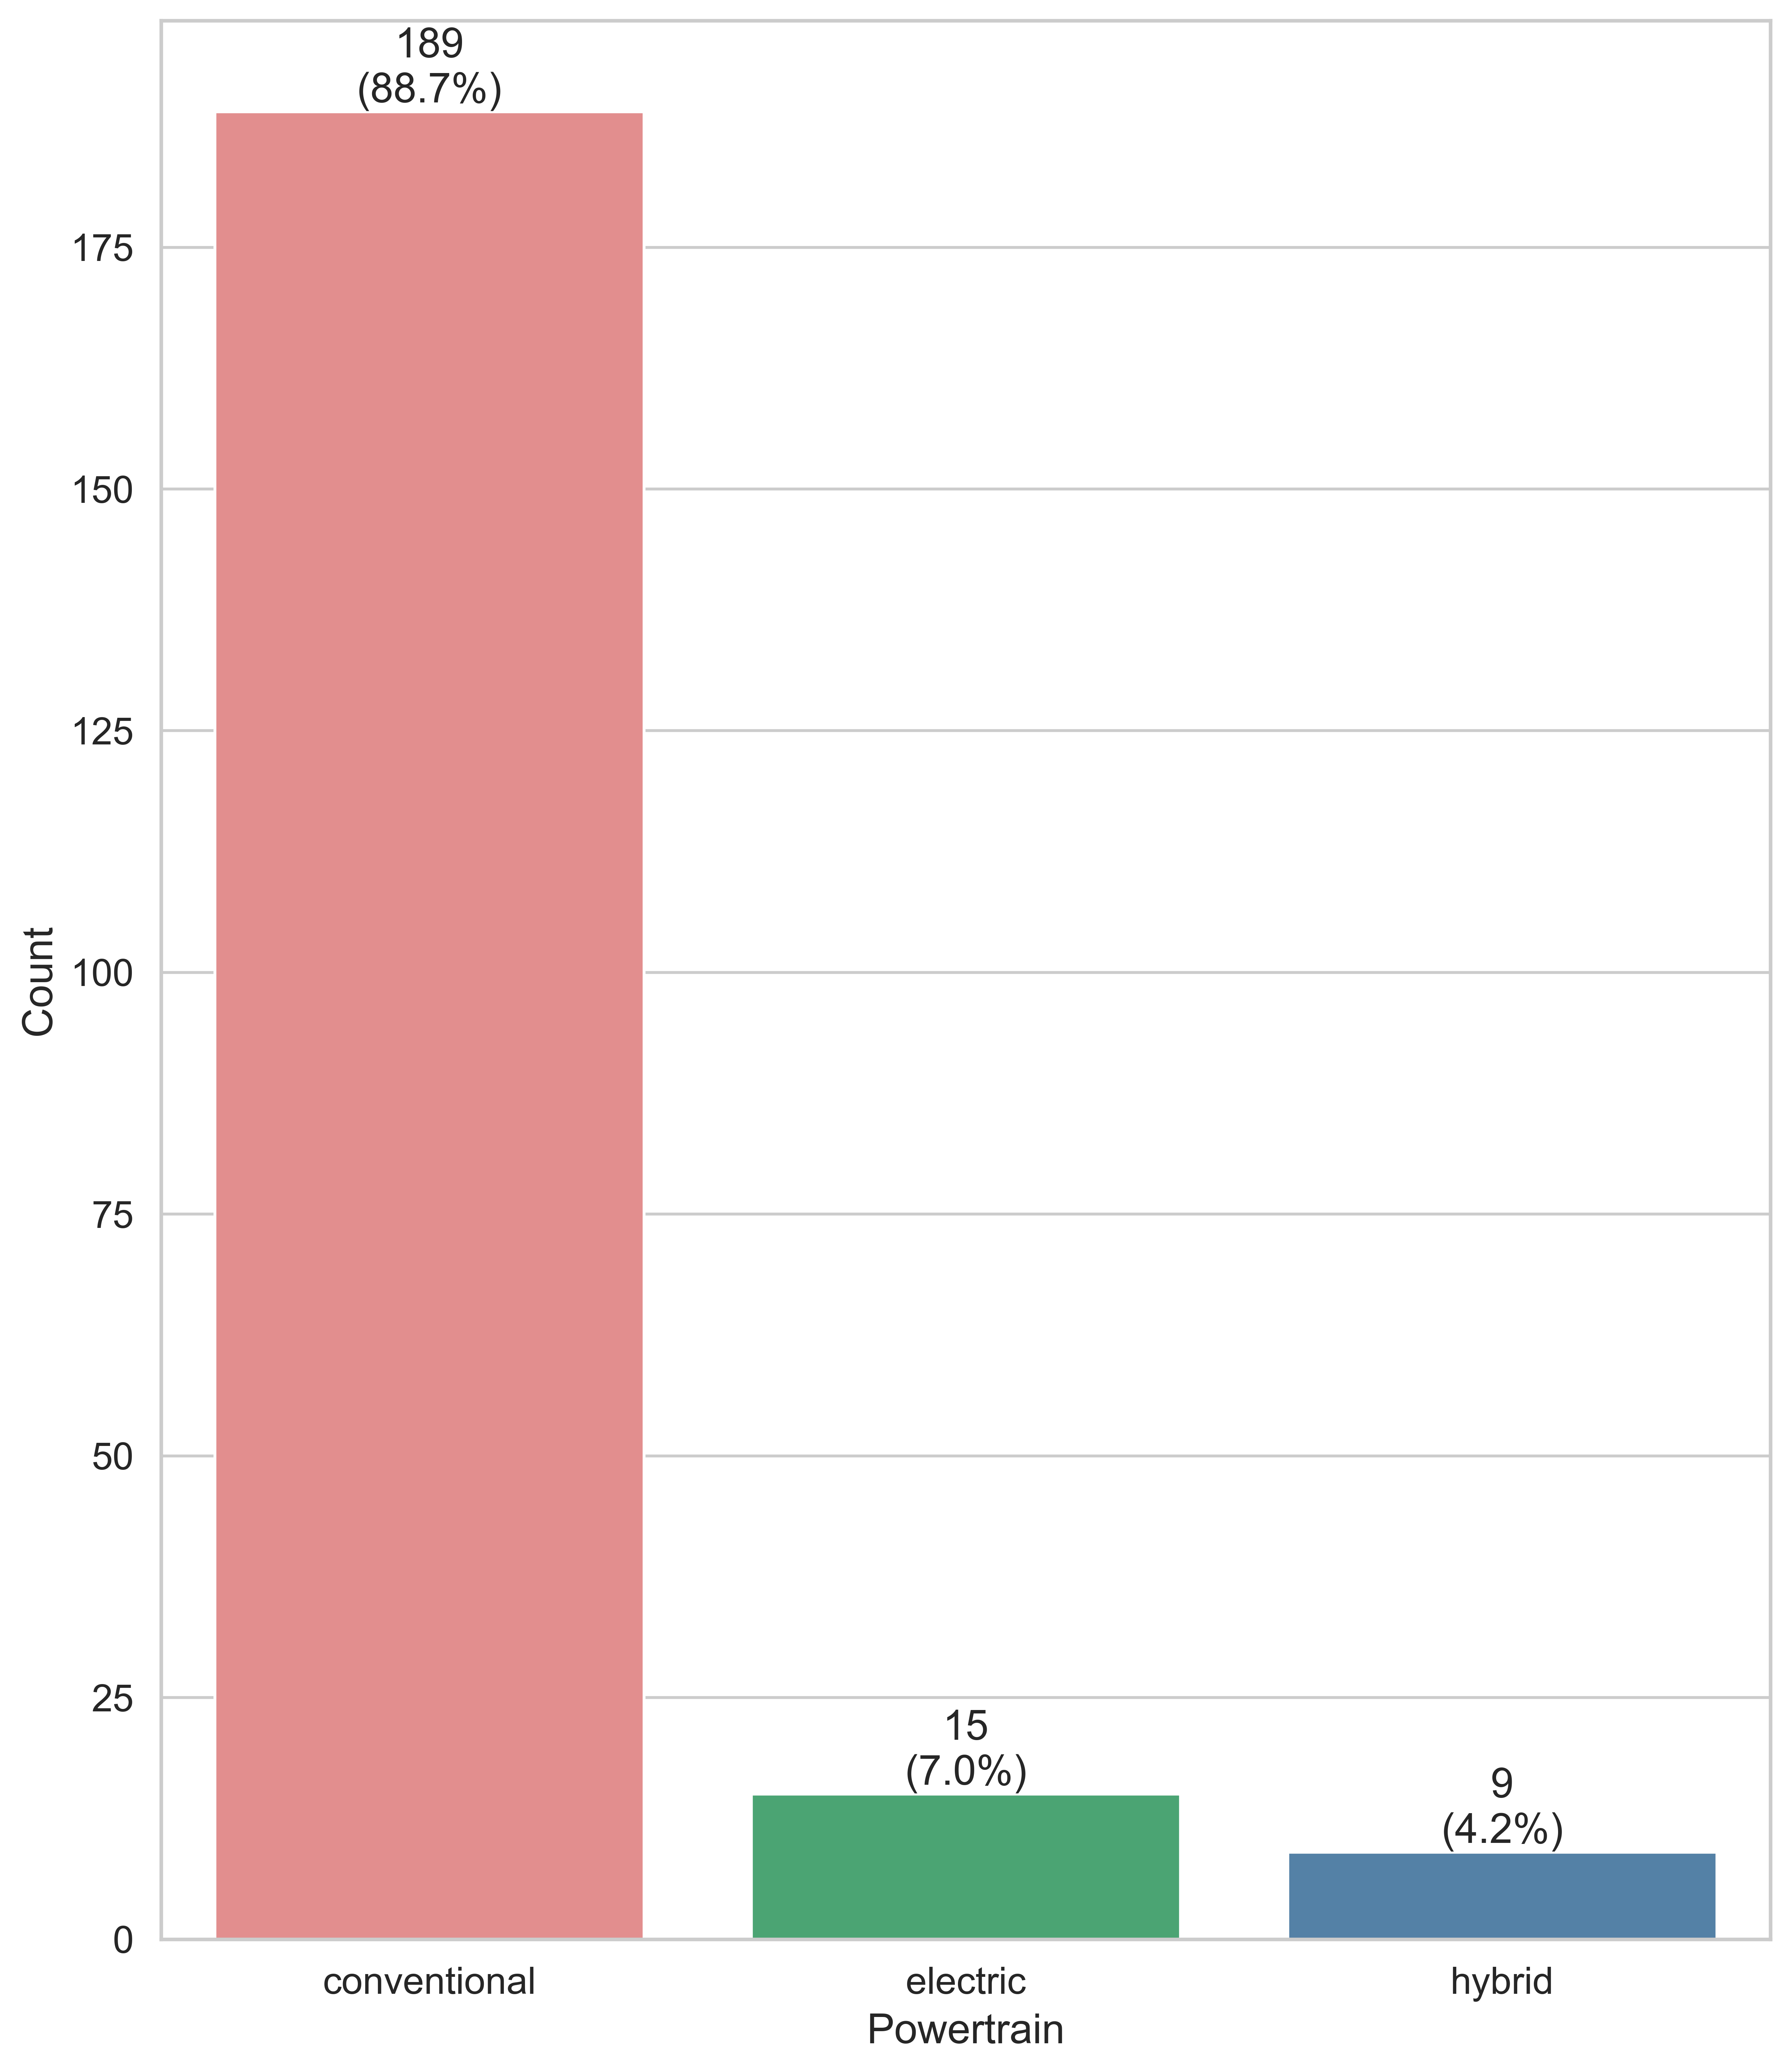 189
(88.7%)
175
150
125
100
75
50
25
0
Count
15
(7.0%)
9
(4.2%)
conventional
electric
hybrid
Powertrain